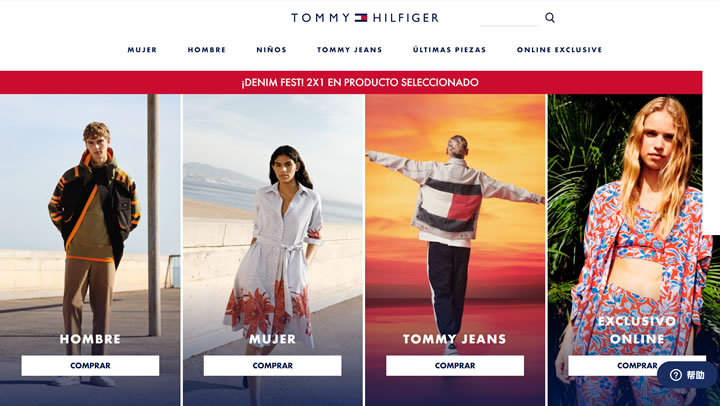 TOMMY HILFIGER
MUJER HOMBRE NIÑOS TOMMY JEANS ÚLTIMAS PIEZAS ONLINE EXCLUSIVE
¡DENIM FEST! 2X1 EN PRODUCTO SELECCIONADO
HOMBRE
COMPRAR
MUJER
COMPRAR
TOMMY JEANS
COMPRAR
EXCLUSIVO
ONLINE
COMPRAR
帮助